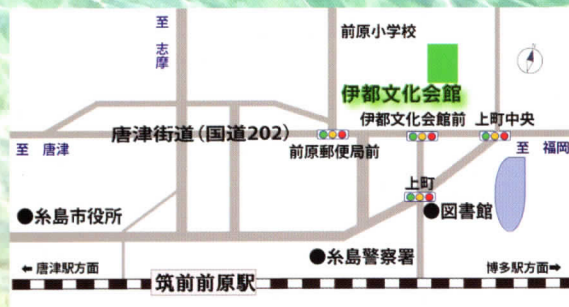 至
志
摩
前原小学校
伊都文化会館
伊都文化会館前
上町中央
唐津街道(国道202)
至 唐津
前原郵便局前
至 福岡
上町
●糸島市役所
●図書館
●糸島警察署
←唐津駅方面
筑前前原駅
博多駅方面➡